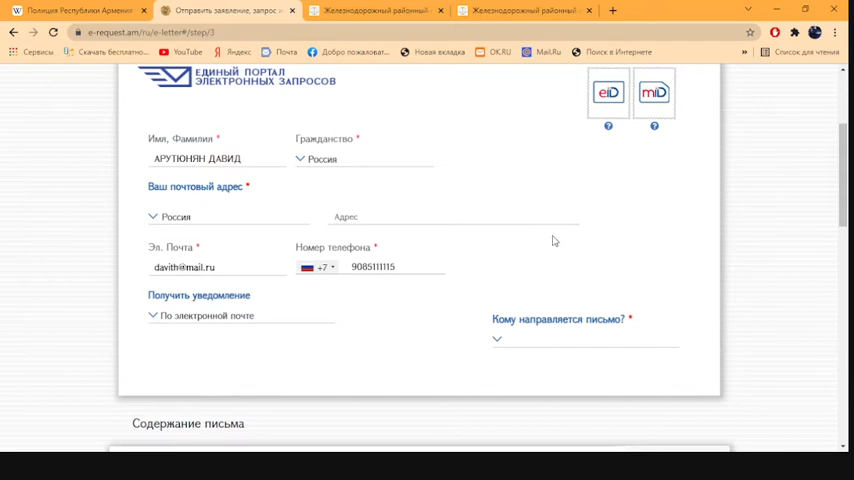 Полиция Республики Армения
Отправить заявление, запрос и
Железнодорожный районный
Железнодорожный районный
e-request.am/ru/e-letter#/step/3
Сервисы
Скачать бесплатно...
YouTube
Яндекс
Почта
Добро пожаловат...
Новая вкладка
OK.RU
Mail.Ru
Поиск в Интернете
»
Список для чтения
ЕДИНЫЙ ПОРТАЛ
ЭЛЕКТРОННЫХ ЗАПРОСОВ
eiD
miD
? ?
Имя, Фамилия * Гражданство *
АРУТЮНЯН ДАВИД Россия
Ваш почтовый адрес *
Россия Адрес
Эл. Почта * Номер телефона *
davith@mail.ru +7 9085111115
Получить уведомление
По электронной почте
Кому направляется письмо? *
Содержание письма